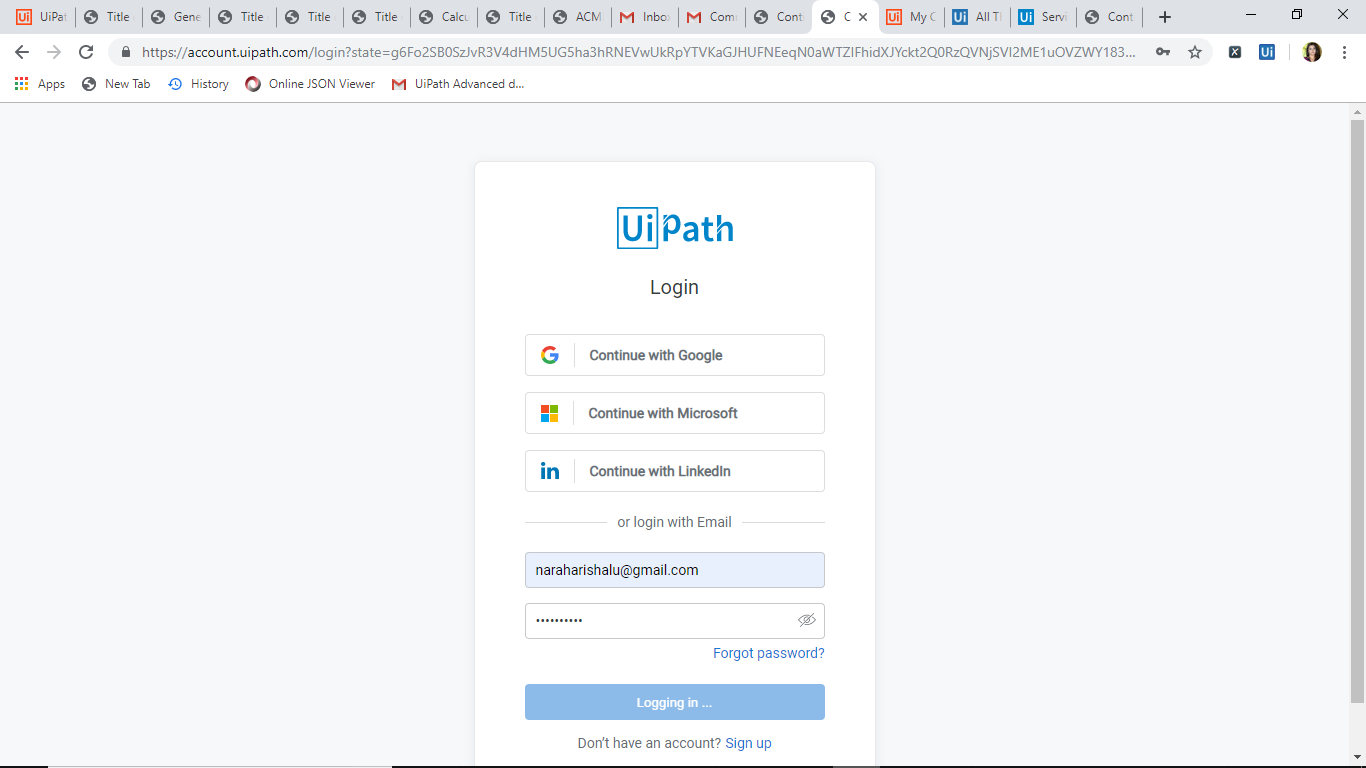 UiPat Title Gene Title Title Title Calcu Title ACM Inbo Com Cont C My C All T Servi Cont
https://account.uipath.com/login?state=g6Fo2SB0SzJvR3V4dHM5UG5ha3hRNEVwUkRpYTVKaGJHUFNEeqN0aWTZIFhidXJYckt2Q0RzQVNjSVI2ME1uOVZWY183...
Apps New Tab History Online JSON Viewer UiPath Advanced d...
UiPath
Login
Continue with Google
Continue with Microsoft
Continue with LinkedIn
or login with Email
naraharishalu@gmail.com
••••••••••
Forgot password?
Logging in ...
Don't have an account? Sign up